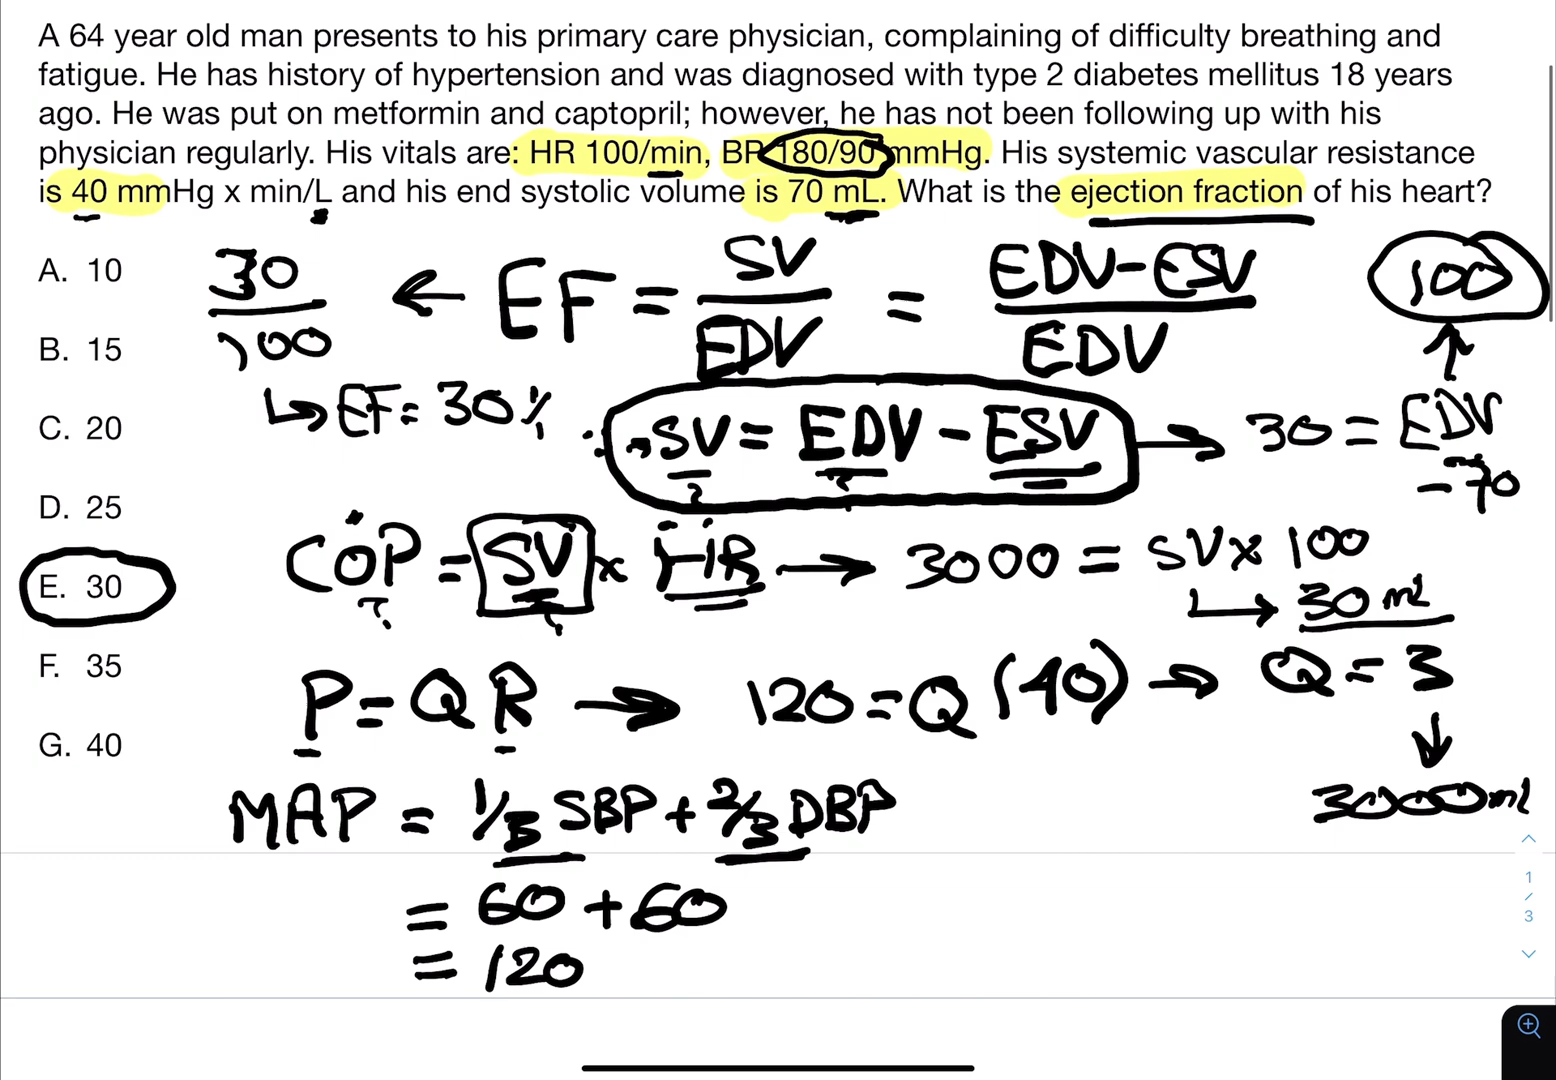 A 64 year old man presents to his primary care physician, complaining of difficulty breathing and
fatigue. He has history of hypertension and was diagnosed with type 2 diabetes mellitus 18 years
ago. He was put on metformin and captopril; however, he has not been following up with his
physician regularly. His vitals are: HR 100/min, BP 180/90 mmHg. His systemic vascular resistance
is 40 mmHg x min/L and his end systolic volume is 70 mL. What is the ejection fraction of his heart?
A. 10
B. 15
C. 20
D. 25
E. 30
F. 35
G. 40
30/100 ← EF = SV/EDV = EDV-ESV/EDV
100
↑
↳ EF = 30%
∴ SV = EDV - ESV → 30 = EDV
- 70
? ?
COP = SV x HR → 3000 = SV x 100
? ?
↳ 30 ml
P = QR → 120 = Q (40) → Q = 3
↓
3000 ml
MAP = 1/3 SBP + 2/3 DBP
= 60 + 60
= 120
1
/
3